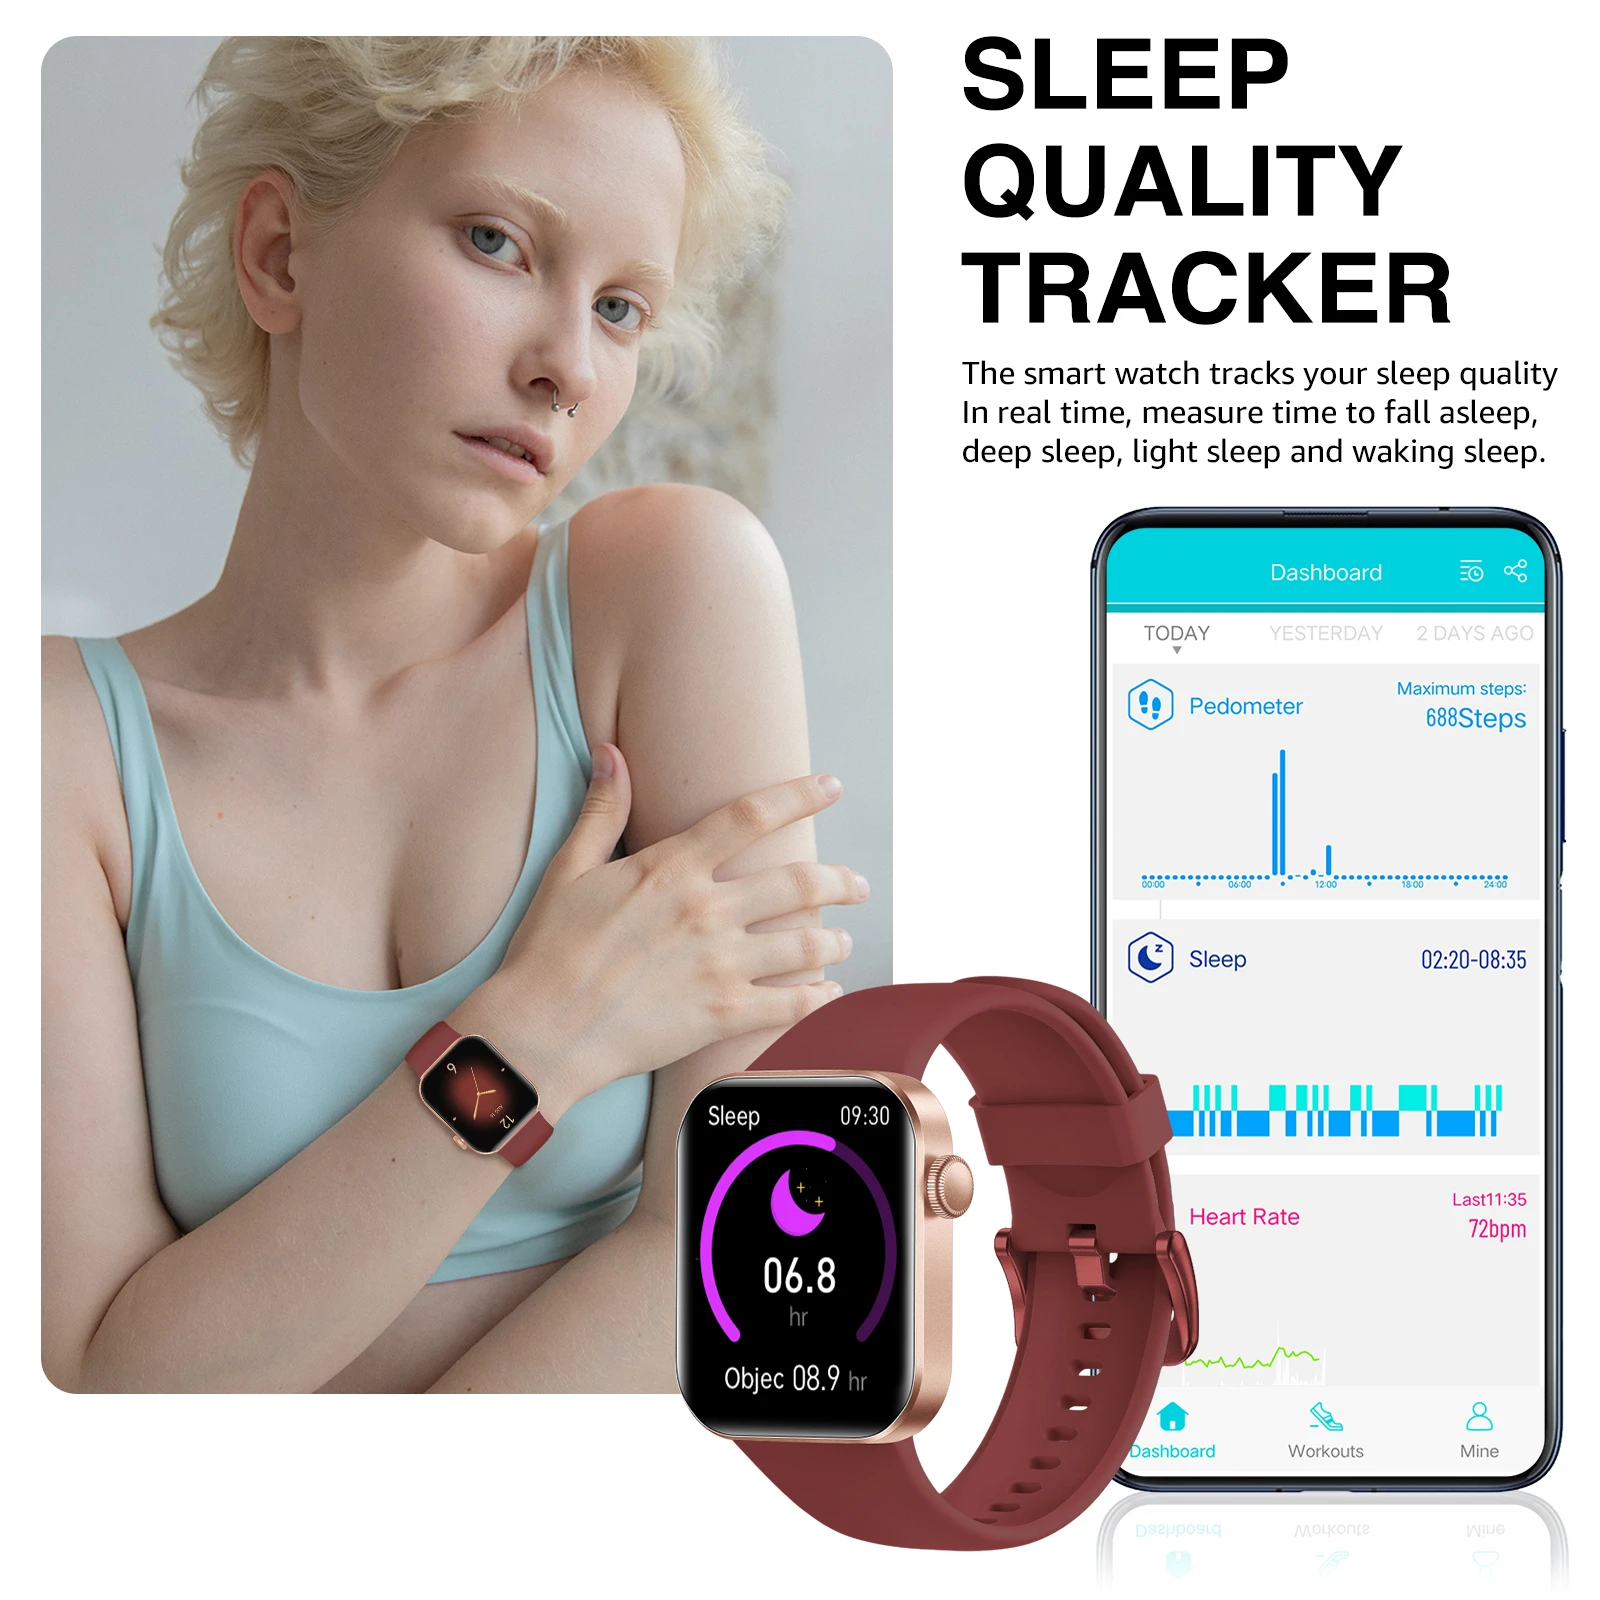 SLEEP
QUALITY
TRACKER
The smart watch tracks your sleep quality
In real time, measure time to fall asleep,
deep sleep, light sleep and waking sleep.
Dashboard
TODAY YESTERDAY 2 DAYS AGO
Pedometer
Maximum steps:
688Steps
00:00 06:00 12:00 18:00 24:00
Sleep 02:20-08:35
Heart Rate
Last11:35
72bpm
Dashboard Workouts Mine
Sleep 09:30
06.8
hr
Objec 08.9 hr
12